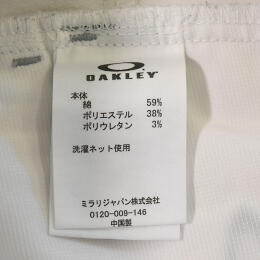 OAKLEY
本体
綿 59%
ポリエステル 38%
ポリウレタン 3%
洗濯ネット使用
ミラリジャパン株式会社
0120-009-146
中国製